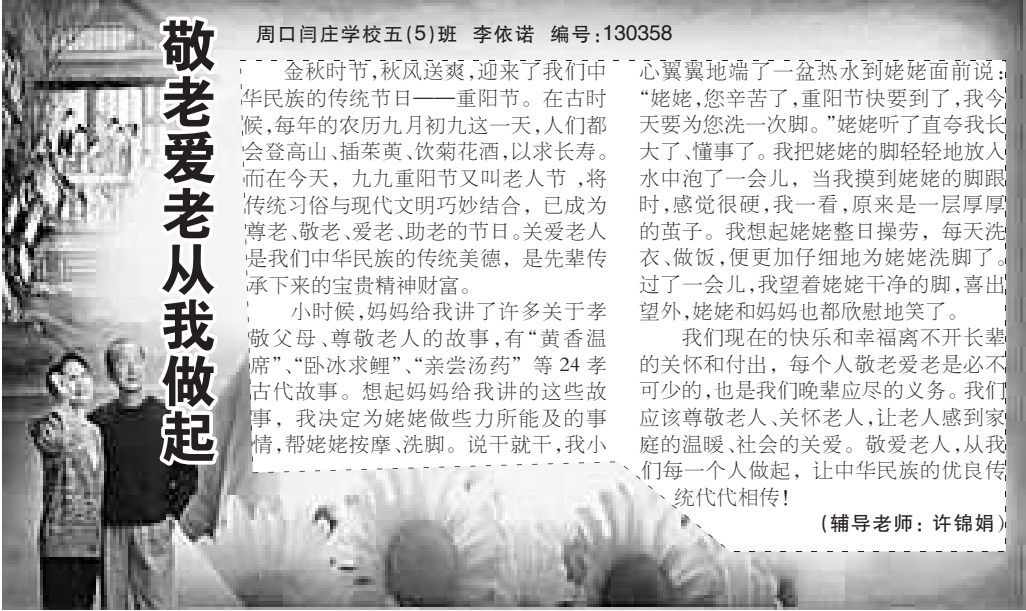 敬老爱老从我做起
周口闫庄学校五(5)班 李依诺 编号:130358
金秋时节,秋风送爽,迎来了我们中
华民族的传统节日——重阳节。在古时
候,每年的农历九月初九这一天,人们都
会登高山、插茱萸、饮菊花酒,以求长寿。
而在今天,九九重阳节又叫老人节,将
传统习俗与现代文明巧妙结合,已成为
尊老、敬老、爱老、助老的节日。关爱老人
是我们中华民族的传统美德,是先辈传
承下来的宝贵精神财富。
小时候,妈妈给我讲了许多关于孝
敬父母、尊敬老人的故事,有“黄香温
席”、“卧冰求鲤”、“亲尝汤药”等24孝
古代故事。想起妈妈给我讲的这些故
事,我决定为姥姥做些力所能及的事
情,帮姥姥按摩、洗脚。说干就干,我小
心翼翼地端了一盆热水到姥姥面前说:
“姥姥,您辛苦了,重阳节快要到了,我今
天要为您洗一次脚。”姥姥听了直夸我长
大了、懂事了。我把姥姥的脚轻轻地放入
水中泡了一会儿,当我摸到姥姥的脚跟
时,感觉很硬,我一看,原来是一层厚厚
的茧子。我想起姥姥整日操劳,每天洗
衣、做饭,便更加仔细地为姥姥洗脚了。
过了一会儿,我望着姥姥干净的脚,喜出
望外,姥姥和妈妈也都欣慰地笑了。
我们现在的快乐和幸福离不开长辈
的关怀和付出,每个人敬老爱老是必不
可少的,也是我们晚辈应尽的义务。我们
应该尊敬老人、关怀老人,让老人感到家
庭的温暖、社会的关爱。敬爱老人,从我
们每一个人做起,让中华民族的优良传
统代代相传!
(辅导老师:许锦娟)